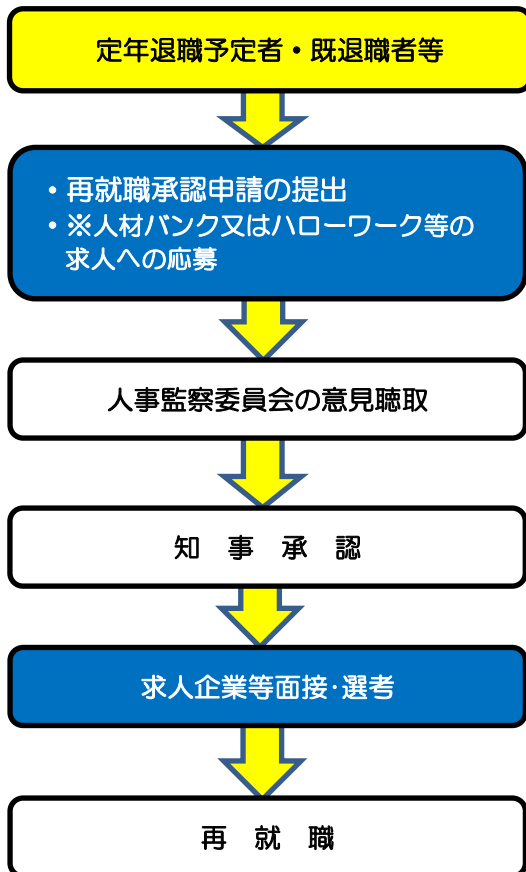 定年退職予定者・既退職者等
・再就職承認申請の提出
・※人材バンク又はハローワーク等の
求人への応募
人事監察委員会の意見聴取
知　事　承　認
求人企業等面接・選考
再　就　職